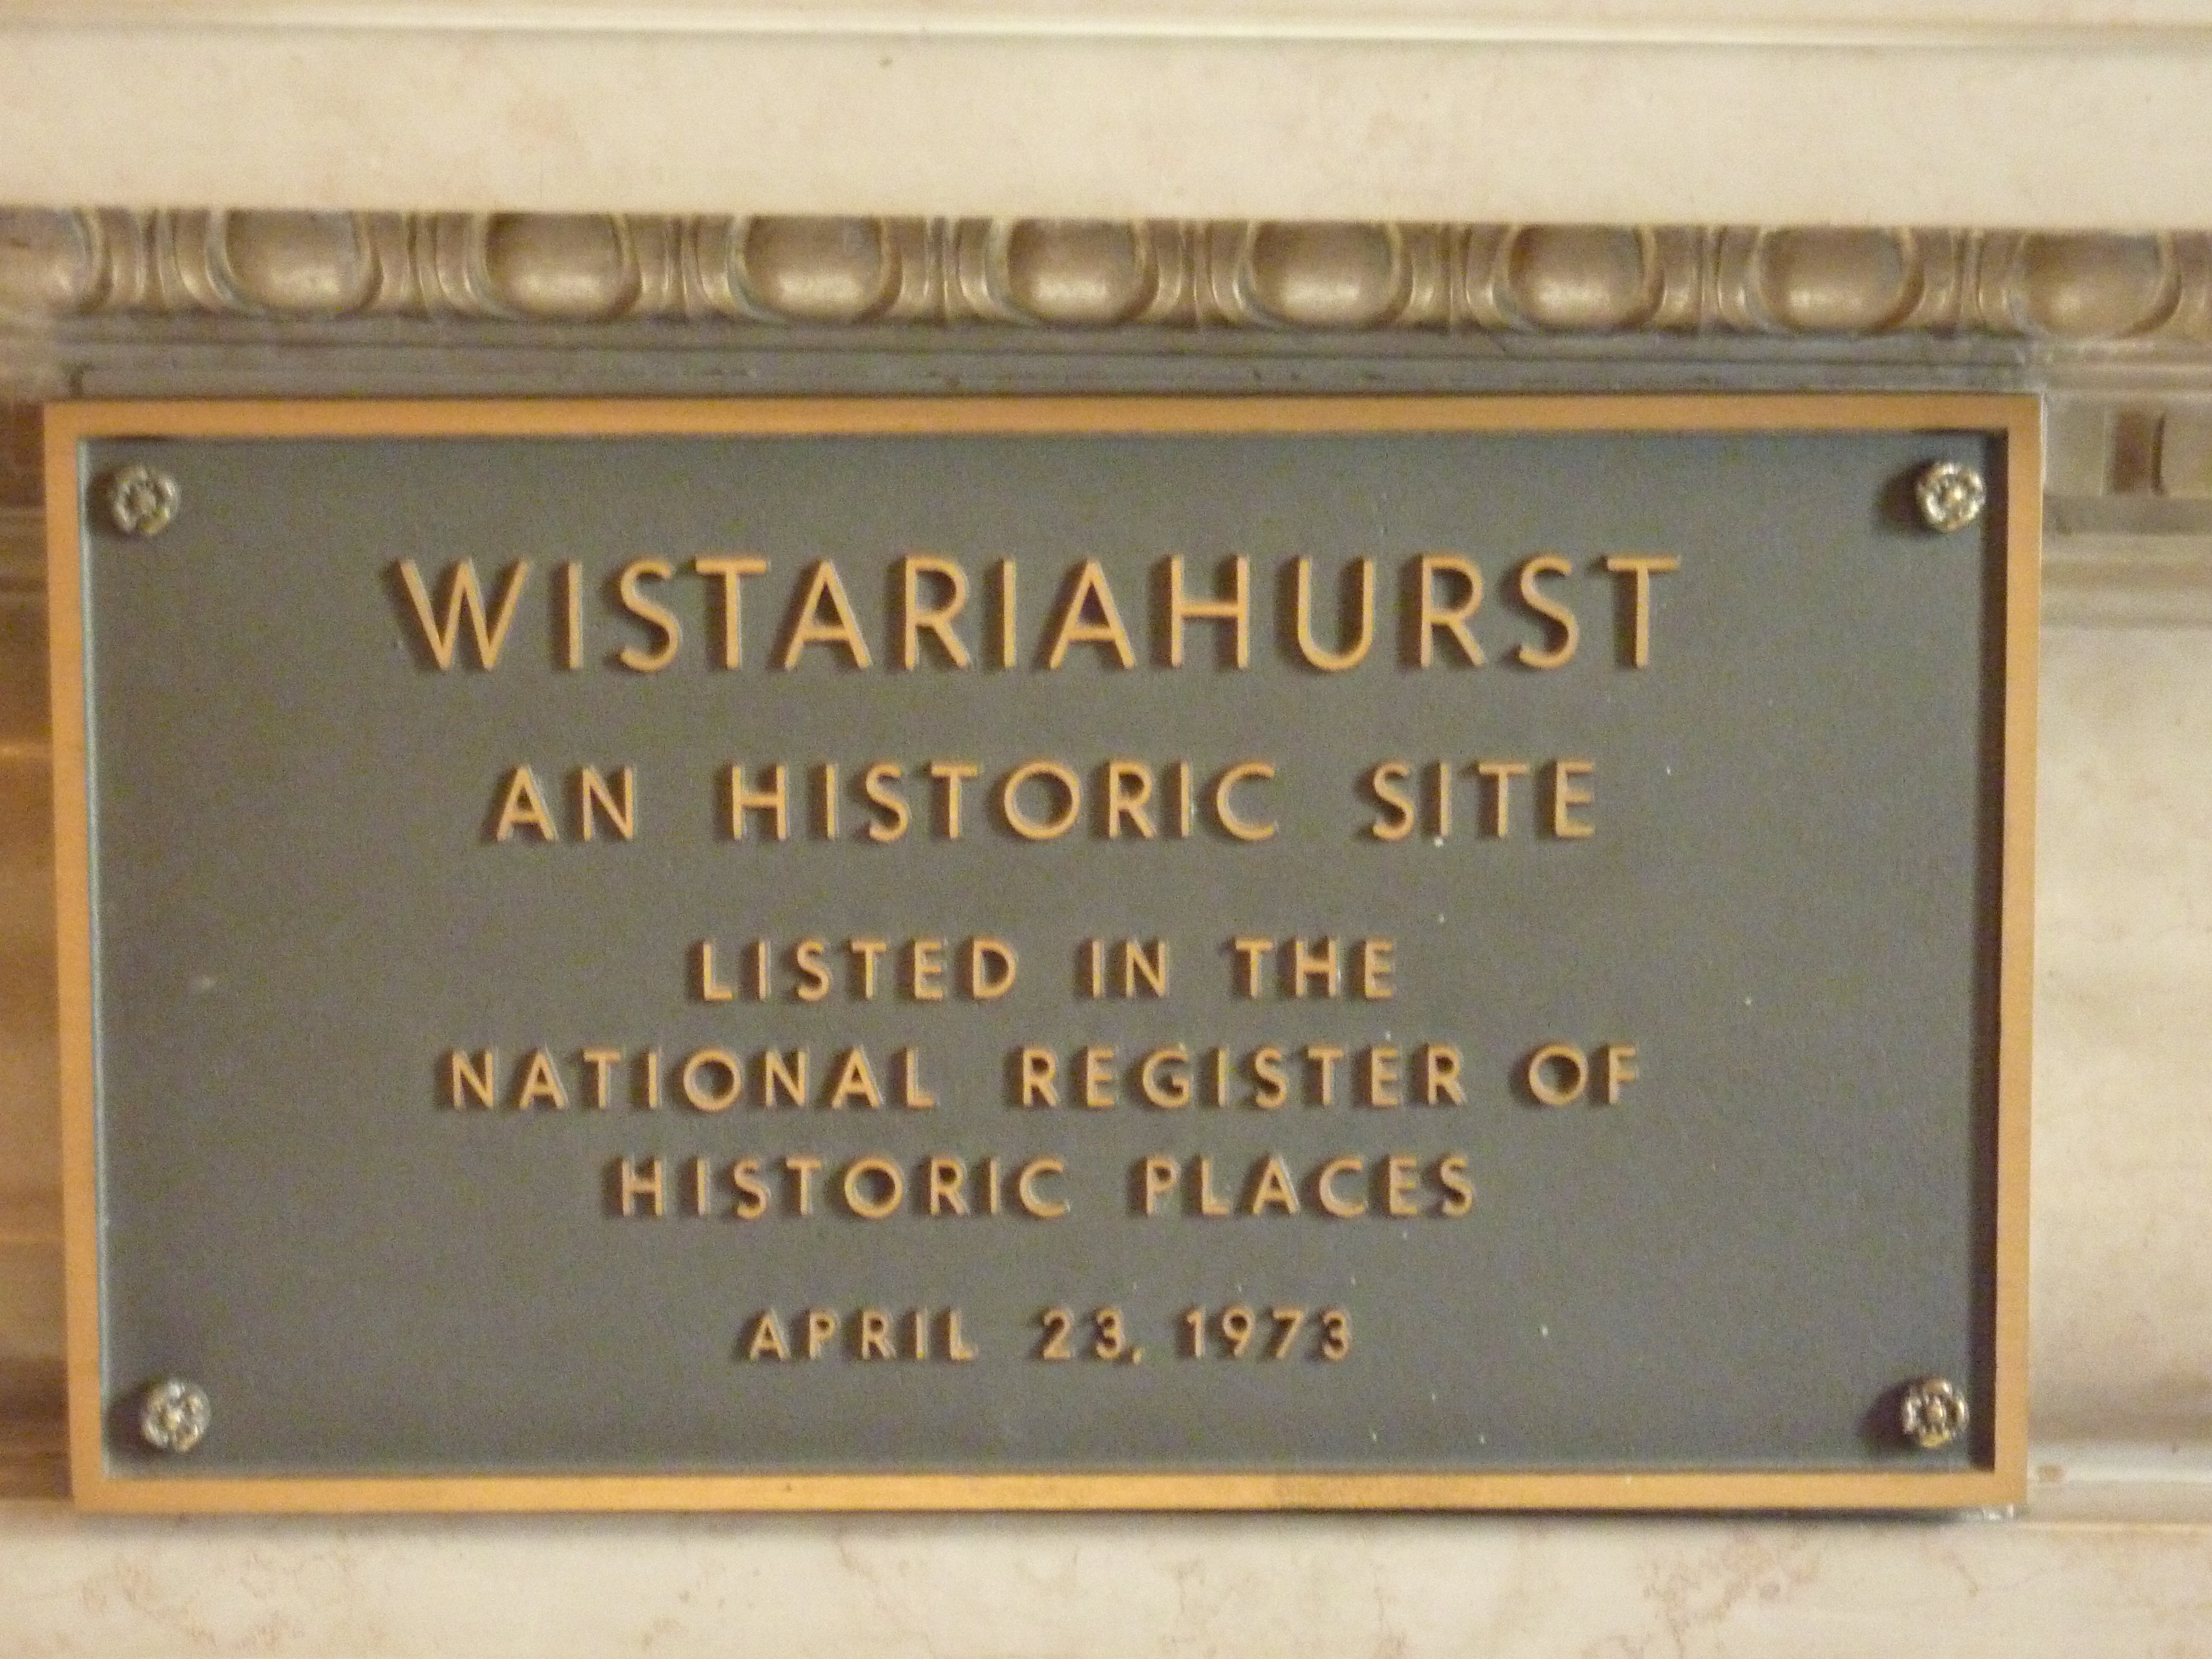 WISTARIAHURST
AN HISTORIC SITE
LISTED IN THE
NATIONAL REGISTER OF
HISTORIC PLACES
APRIL 23, 1973